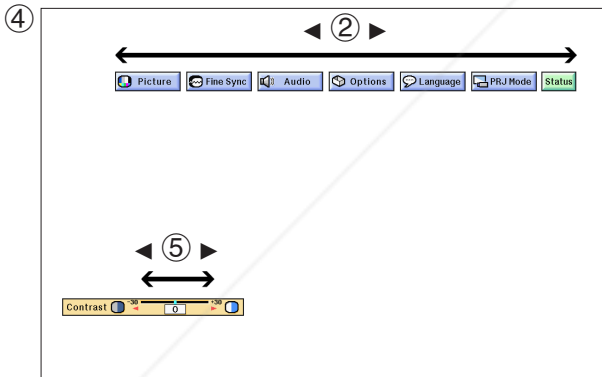 ④
◄ ② ►
Picture Fine Sync Audio Options Language PRJ Mode Status
◄ ⑤ ►
Contrast -30 0 +30